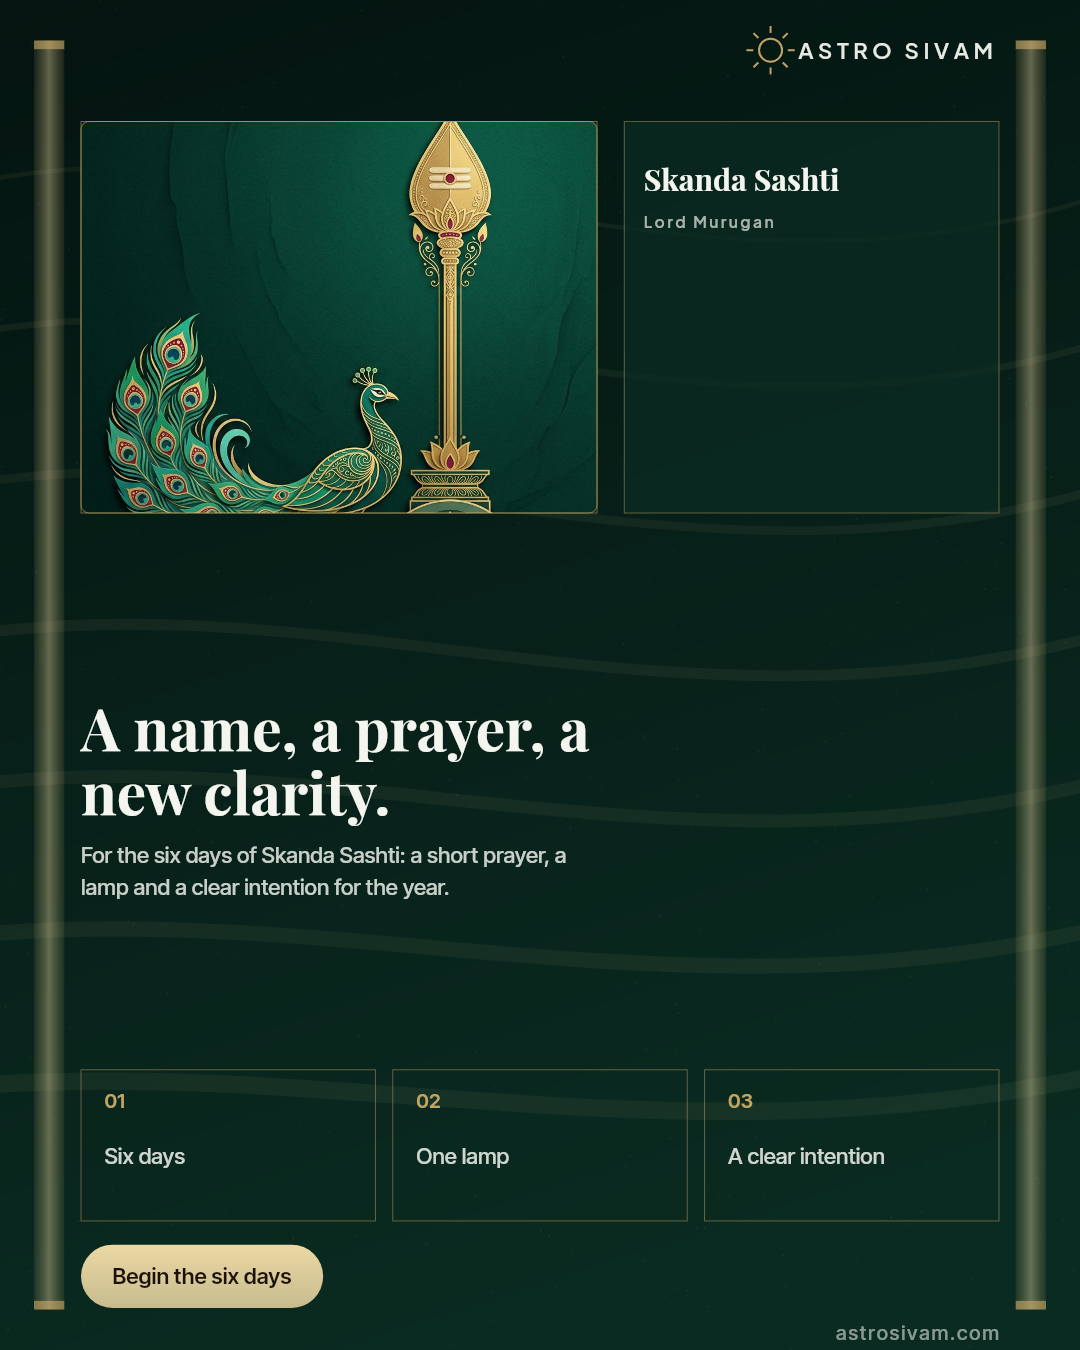 ASTRO SIVAM
Skanda Sashti
Lord Murugan
A name, a prayer, a
new clarity.
For the six days of Skanda Sashti: a short prayer, a
lamp and a clear intention for the year.
01
Six days
02
One lamp
03
A clear intention
Begin the six days
astrosivam.com